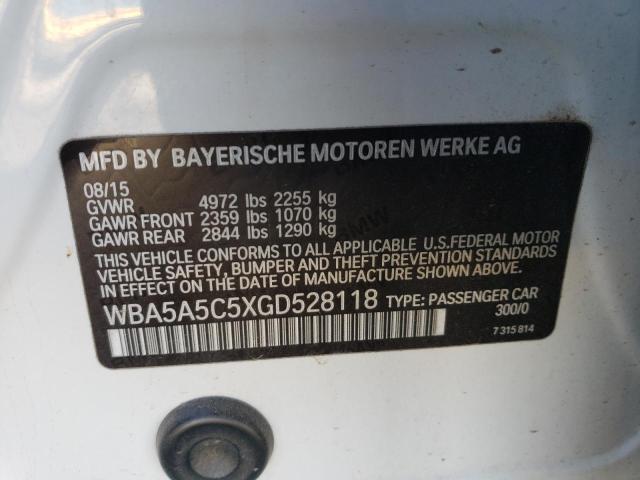 MFD BY BAYERISCHE MOTOREN WERKE AG
08/15
GVWR 4972 lbs 2255 kg
GAWR FRONT 2359 lbs 1070 kg
GAWR REAR 2844 lbs 1290 kg
THIS VEHICLE CONFORMS TO ALL APPLICABLE U.S.FEDERAL MOTOR
VEHICLE SAFETY, BUMPER AND THEFT PREVENTION STANDARDS
IN EFFECT ON THE DATE OF MANUFACTURE SHOWN ABOVE.
WBA5A5C5XGD528118 TYPE: PASSENGER CAR
300/0
7 315 814